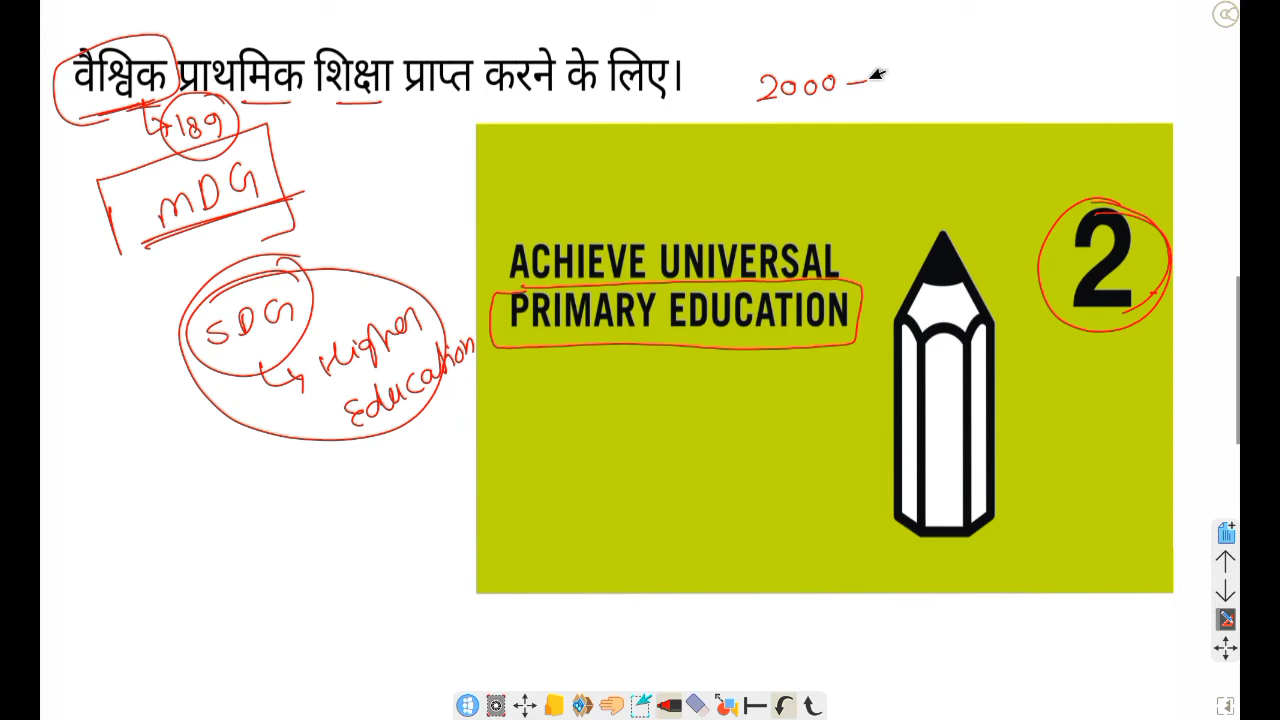 वैश्विक प्राथमिक शिक्षा प्राप्त करने के लिए।
2000 –
→ 189
MDG
ACHIEVE UNIVERSAL
PRIMARY EDUCATION
2
SDG
→ Higher
Education